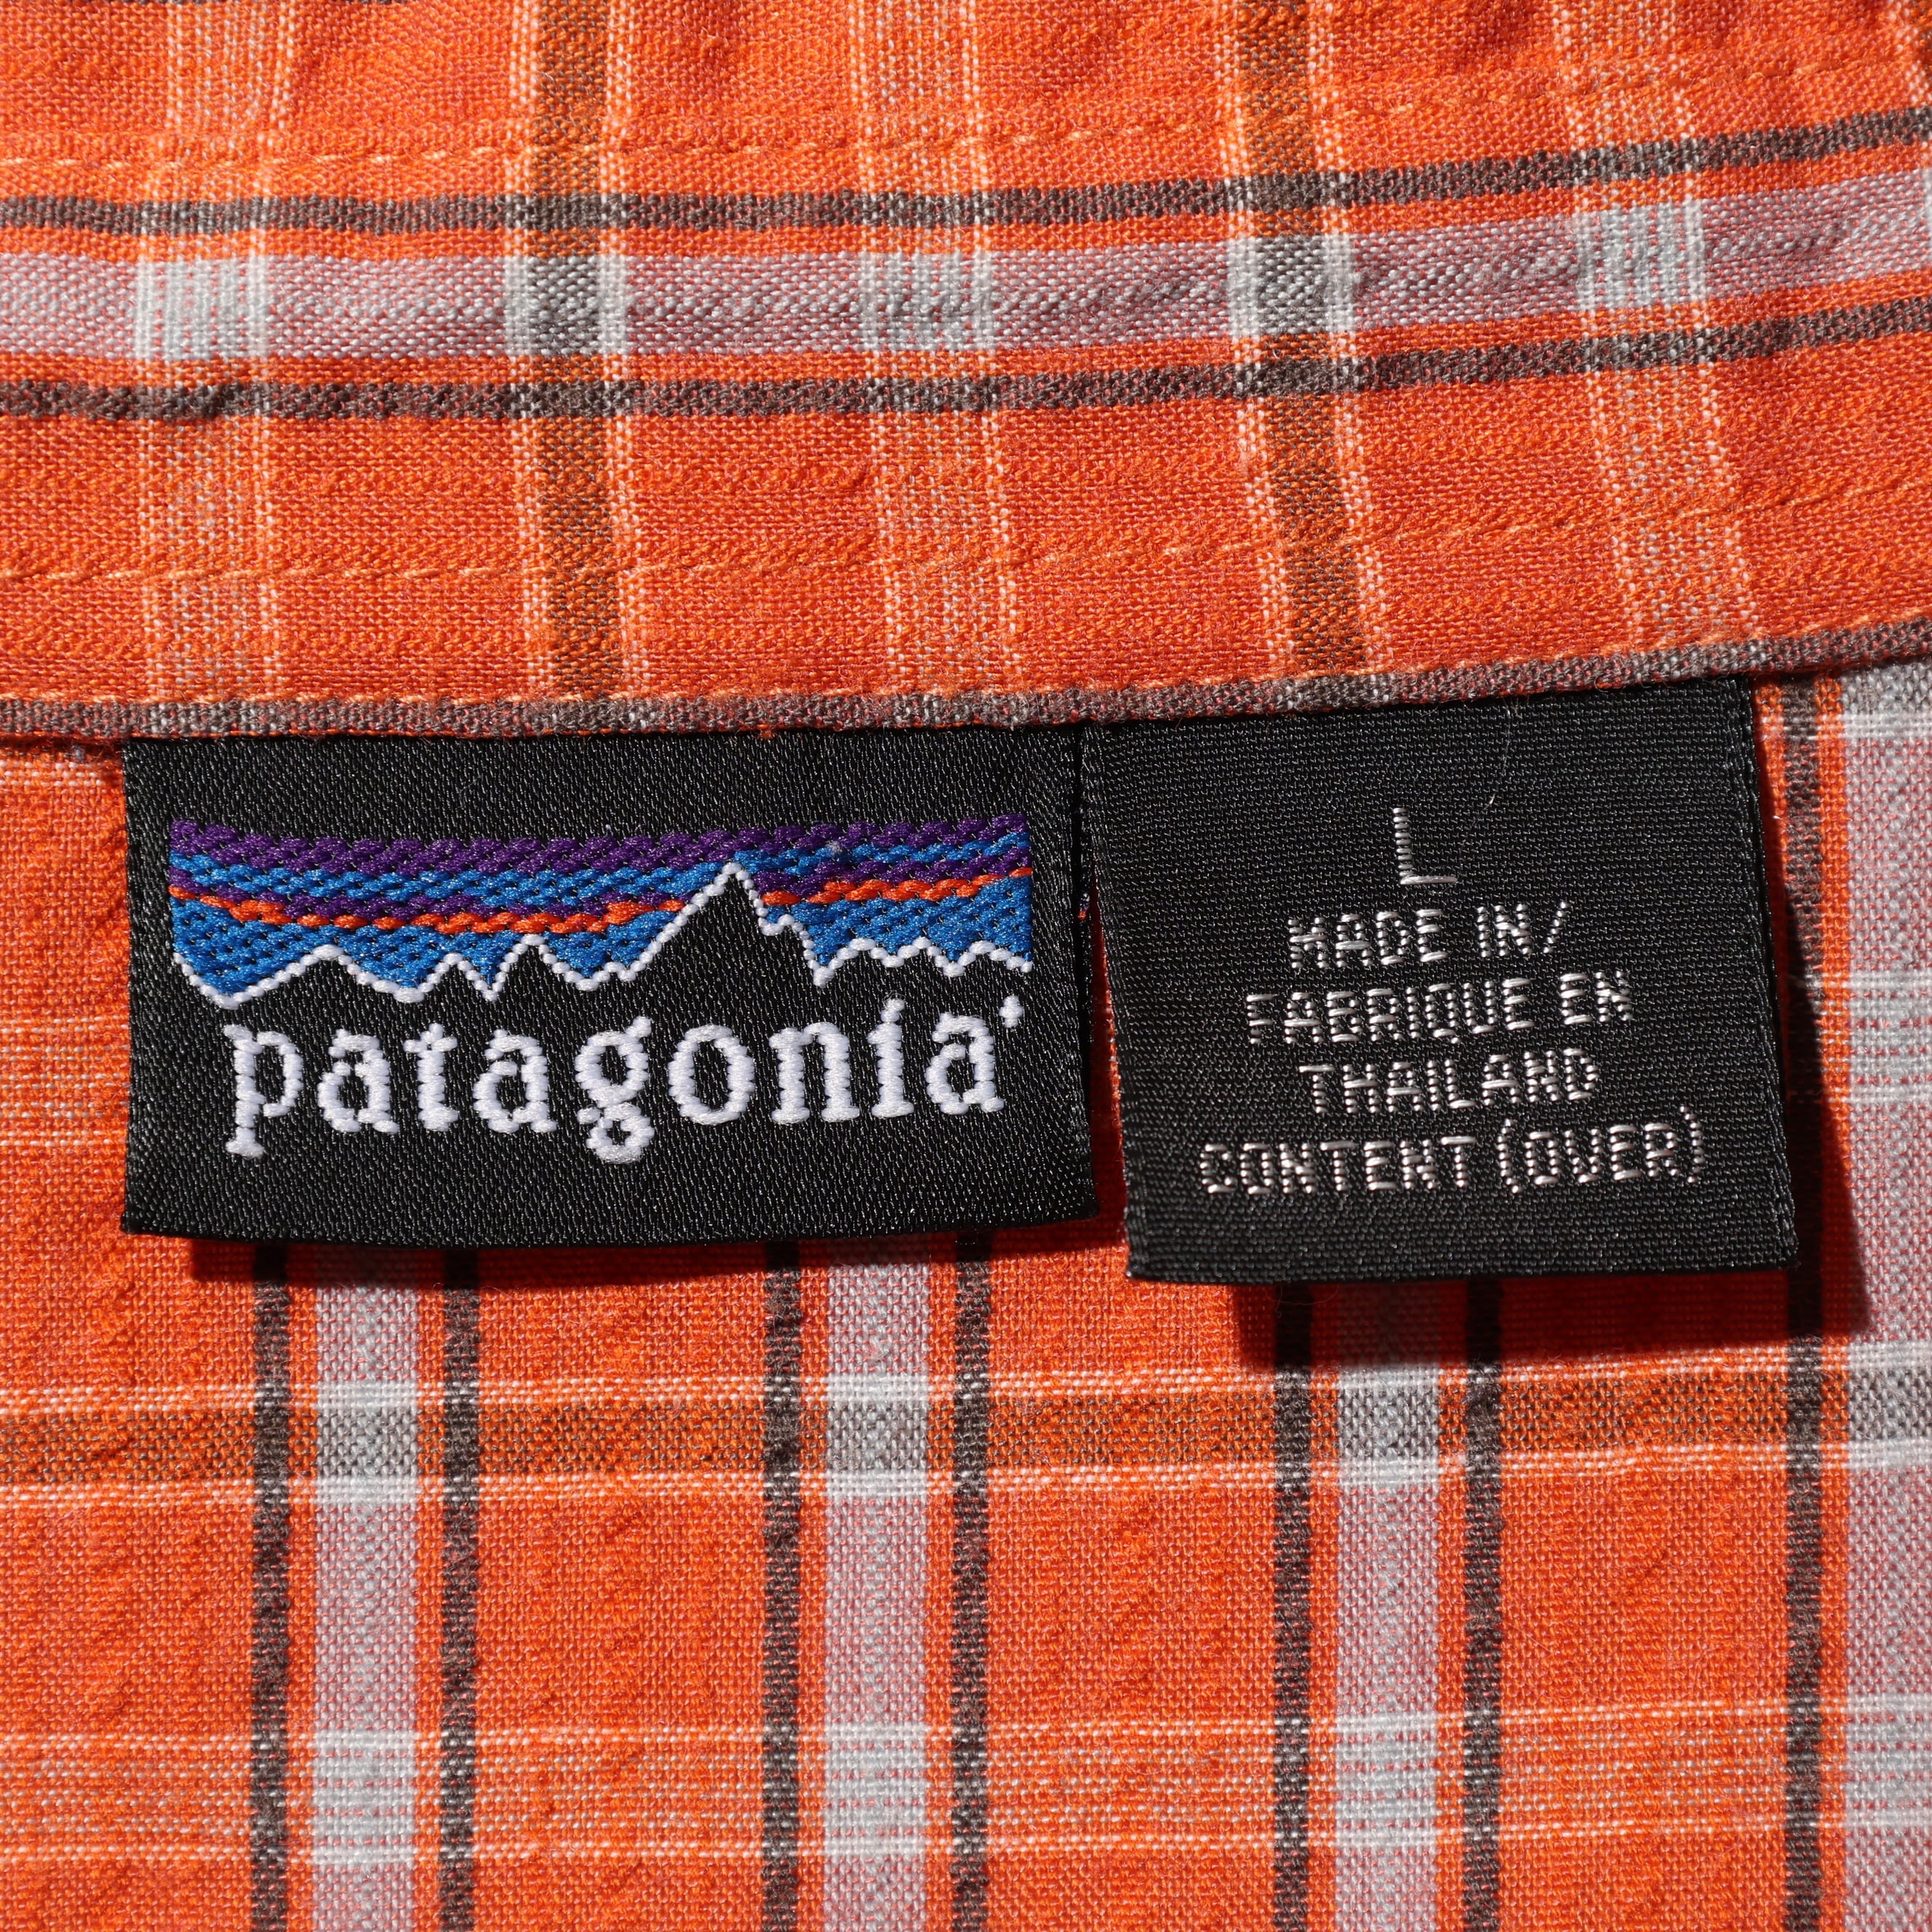 patagonia
L
MADE IN/
FABRIQUE EN
THAILAND
CONTENT (OVER)